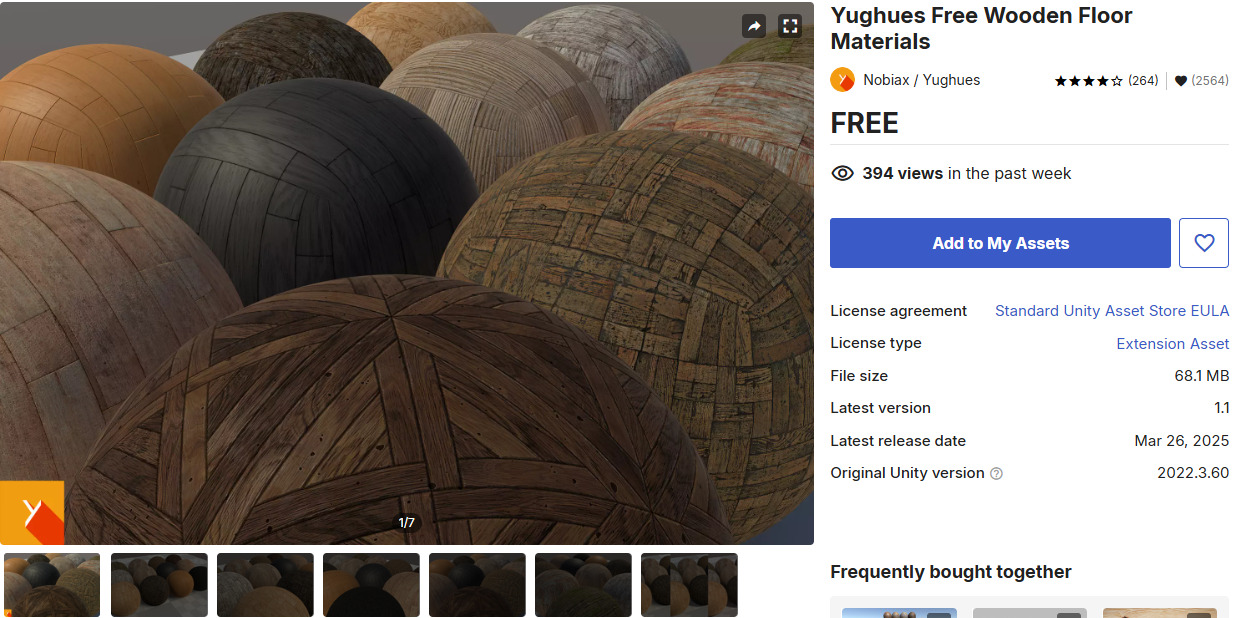 Yughues Free Wooden Floor
Materials
Nobiax / Yughues
(264)
(2564)
FREE
394 views in the past week
Add to My Assets
License agreement Standard Unity Asset Store EULA
License type Extension Asset
File size 68.1 MB
Latest version 1.1
Latest release date Mar 26, 2025
Original Unity version ? 2022.3.60
1/7
Frequently bought together